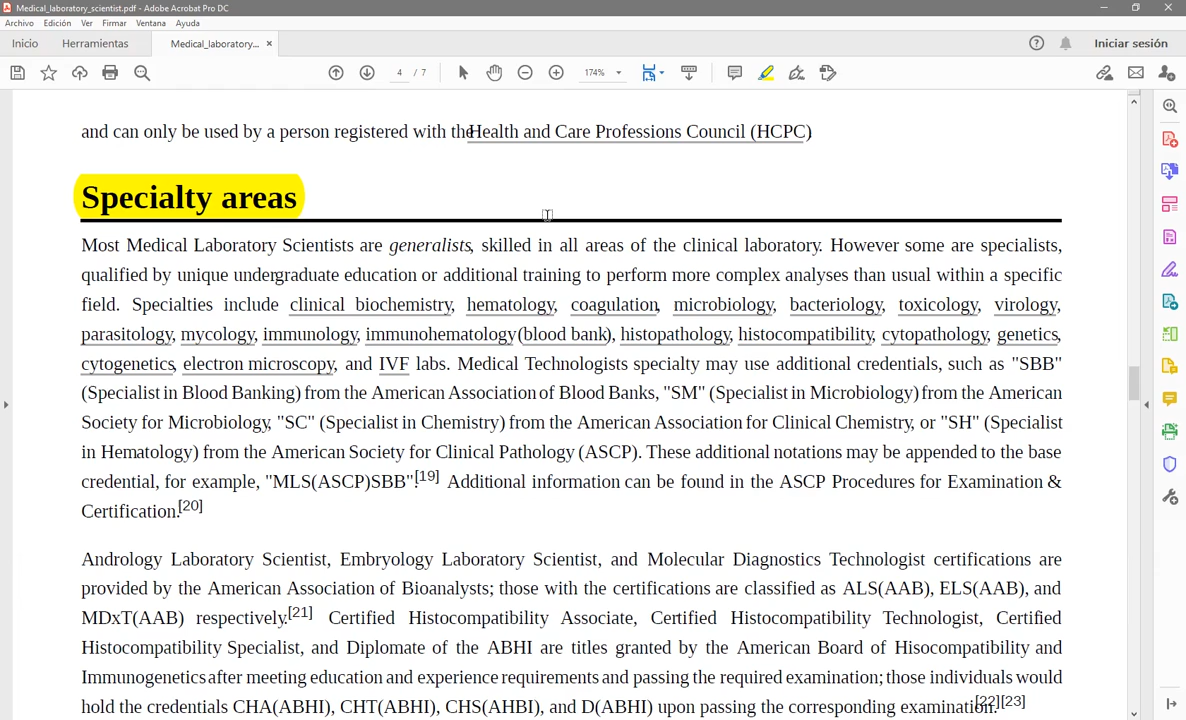 Medical_laboratory_scientist.pdf - Adobe Acrobat Pro DC
Archivo Edición Ver Firmar Ventana Ayuda
Inicio Herramientas Medical_laboratory... × Iniciar sesión
4 / 7 174%
and can only be used by a person registered with the Health and Care Professions Council (HCPC)
Specialty areas
Most Medical Laboratory Scientists are generalists, skilled in all areas of the clinical laboratory. However some are specialists,
qualified by unique undergraduate education or additional training to perform more complex analyses than usual within a specific
field. Specialties include clinical biochemistry, hematology, coagulation, microbiology, bacteriology, toxicology, virology,
parasitology, mycology, immunology, immunohematology (blood bank), histopathology, histocompatibility, cytopathology, genetics,
cytogenetics, electron microscopy, and IVF labs. Medical Technologists specialty may use additional credentials, such as "SBB"
(Specialist in Blood Banking) from the American Association of Blood Banks, "SM" (Specialist in Microbiology) from the American
Society for Microbiology, "SC" (Specialist in Chemistry) from the American Association for Clinical Chemistry, or "SH" (Specialist
in Hematology) from the American Society for Clinical Pathology (ASCP). These additional notations may be appended to the base
credential, for example, "MLS(ASCP)SBB".[19] Additional information can be found in the ASCP Procedures for Examination &
Certification.[20]
Andrology Laboratory Scientist, Embryology Laboratory Scientist, and Molecular Diagnostics Technologist certifications are
provided by the American Association of Bioanalysts; those with the certifications are classified as ALS(AAB), ELS(AAB), and
MDxT(AAB) respectively.[21] Certified Histocompatibility Associate, Certified Histocompatibility Technologist, Certified
Histocompatibility Specialist, and Diplomate of the ABHI are titles granted by the American Board of Hisocompatibility and
Immunogenetics after meeting education and experience requirements and passing the required examination; those individuals would
hold the credentials CHA(ABHI), CHT(ABHI), CHS(AHBI), and D(ABHI) upon passing the corresponding examination.[22][23]